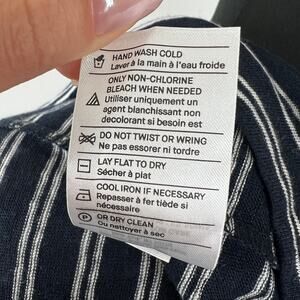 HAND WASH COLD
Laver à la main à l'eau froide
ONLY NON-CHLORINE
BLEACH WHEN NEEDED
Utiliser uniquement un
agent blanchissant non
decolorant si besoin est
DO NOT TWIST OR WRING
Ne pas essorer ni tordre
LAY FLAT TO DRY
Sécher à plat
COOL IRON IF NECESSARY
Repasser à fer tiède si
nécessaire
P
OR DRY CLEAN
Ou nettoyer à sec